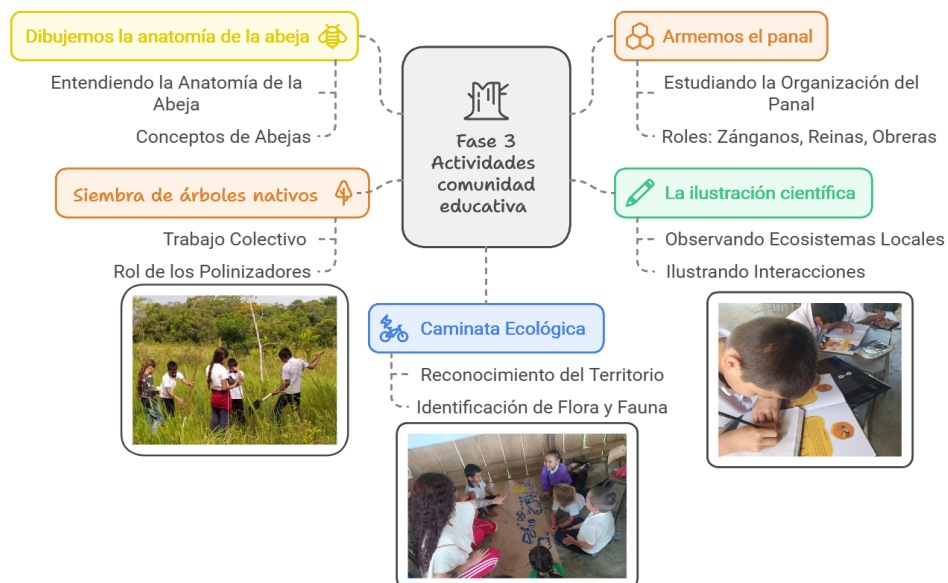 Dibujemos la anatomía de la abeja
Entendiendo la Anatomía de la
Abeja
Conceptos de Abejas
Siembra de árboles nativos
Trabajo Colectivo
Rol de los Polinizadores
Fase 3
Actividades
comunidad
educativa
Armemos el panal
Estudiando la Organización del
Panal
Roles: Zánganos, Reinas, Obreras
La ilustración científica
Observando Ecosistemas Locales
Ilustrando Interacciones
Caminata Ecológica
Reconocimiento del Territorio
Identificación de Flora y Fauna